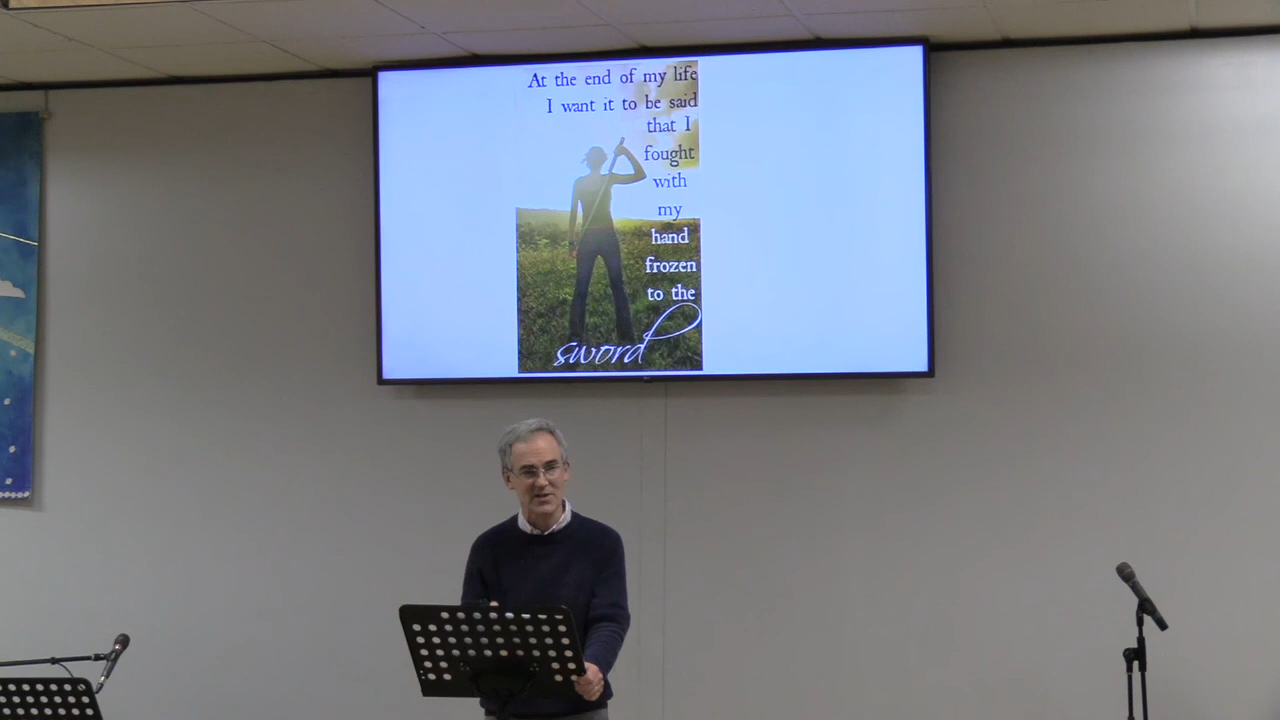 At the end of my life
I want it to be said
that I
fought
with
my
hand
frozen
to the
sword